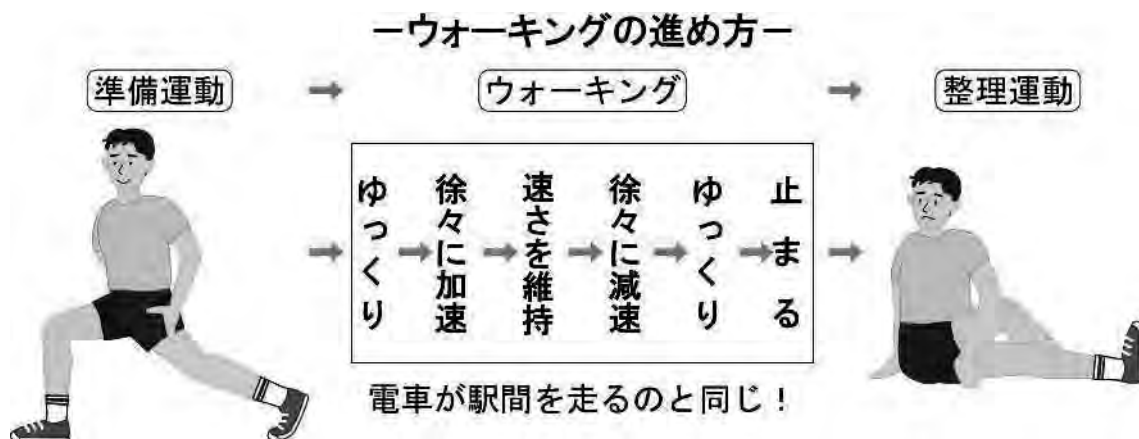 ーウォーキングの進め方ー
準備運動 → ウォーキング → 整理運動
→ ゆっくり → 徐々に加速 → 速さを維持 → 徐々に減速 → ゆっくり → 止まる →
電車が駅間を走るのと同じ！